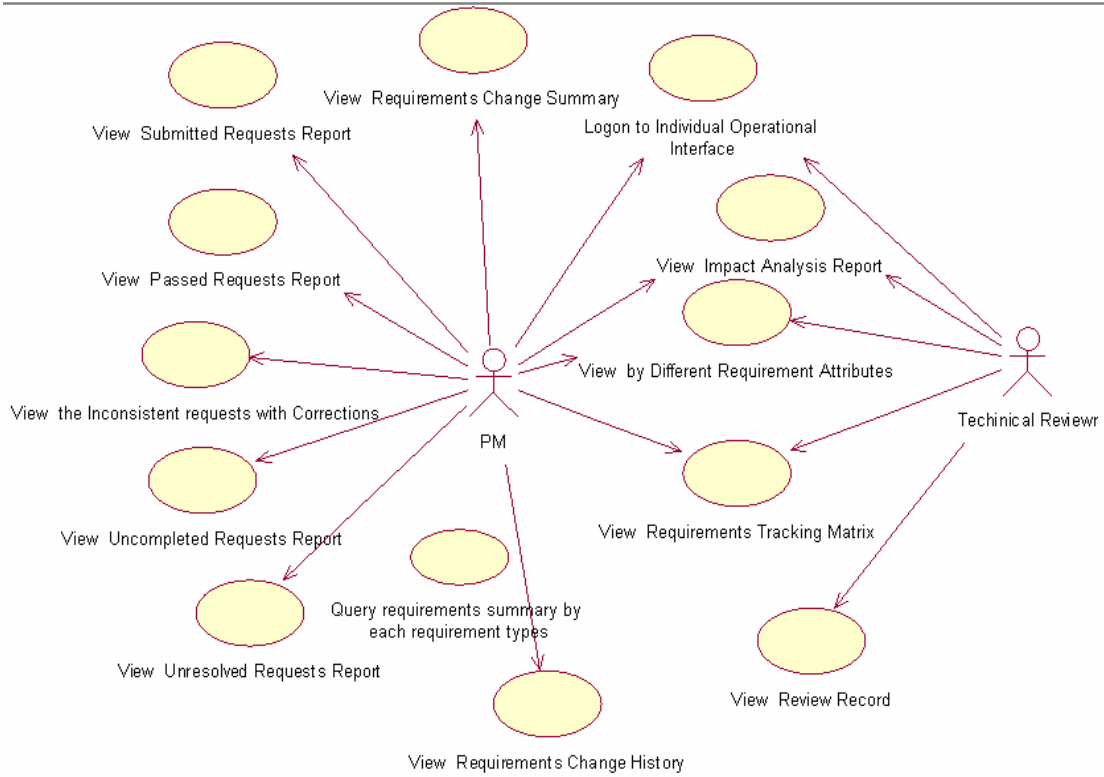 View Requirements Change Summary
View Submitted Requests Report
Logon to Individual Operational
Interface
View Passed Requests Report
View Impact Analysis Report
View by Different Requirement Attributes
View the Inconsistent requests with Corrections
PM
Techinical Reviewr
View Uncompleted Requests Report
View Requirements Tracking Matrix
Query requirements summary by
each requirement types
View Unresolved Requests Report
View Review Record
View Requirements Change History